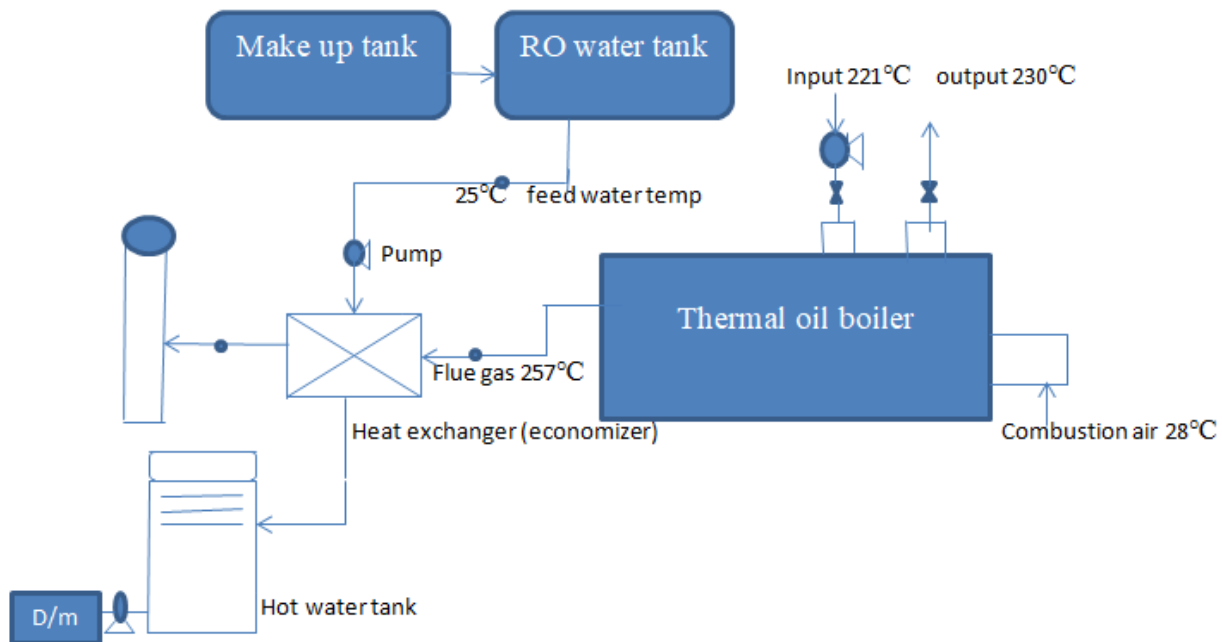 Make up tank
RO water tank
Input 221℃
output 230℃
25℃ feed water temp
Pump
Thermal oil boiler
Flue gas 257℃
Heat exchanger (economizer)
Combustion air 28℃
Hot water tank
D/m